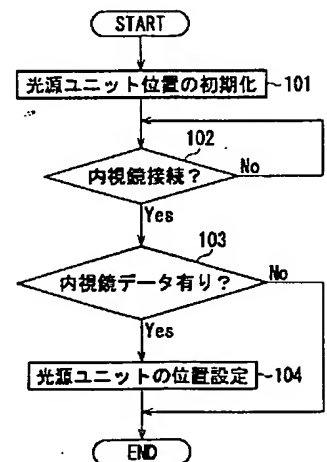 START
光源ユニット位置の初期化 101
102
内視鏡接続？ No
Yes
103
内視鏡データ有り？ No
Yes
光源ユニットの位置設定 104
END